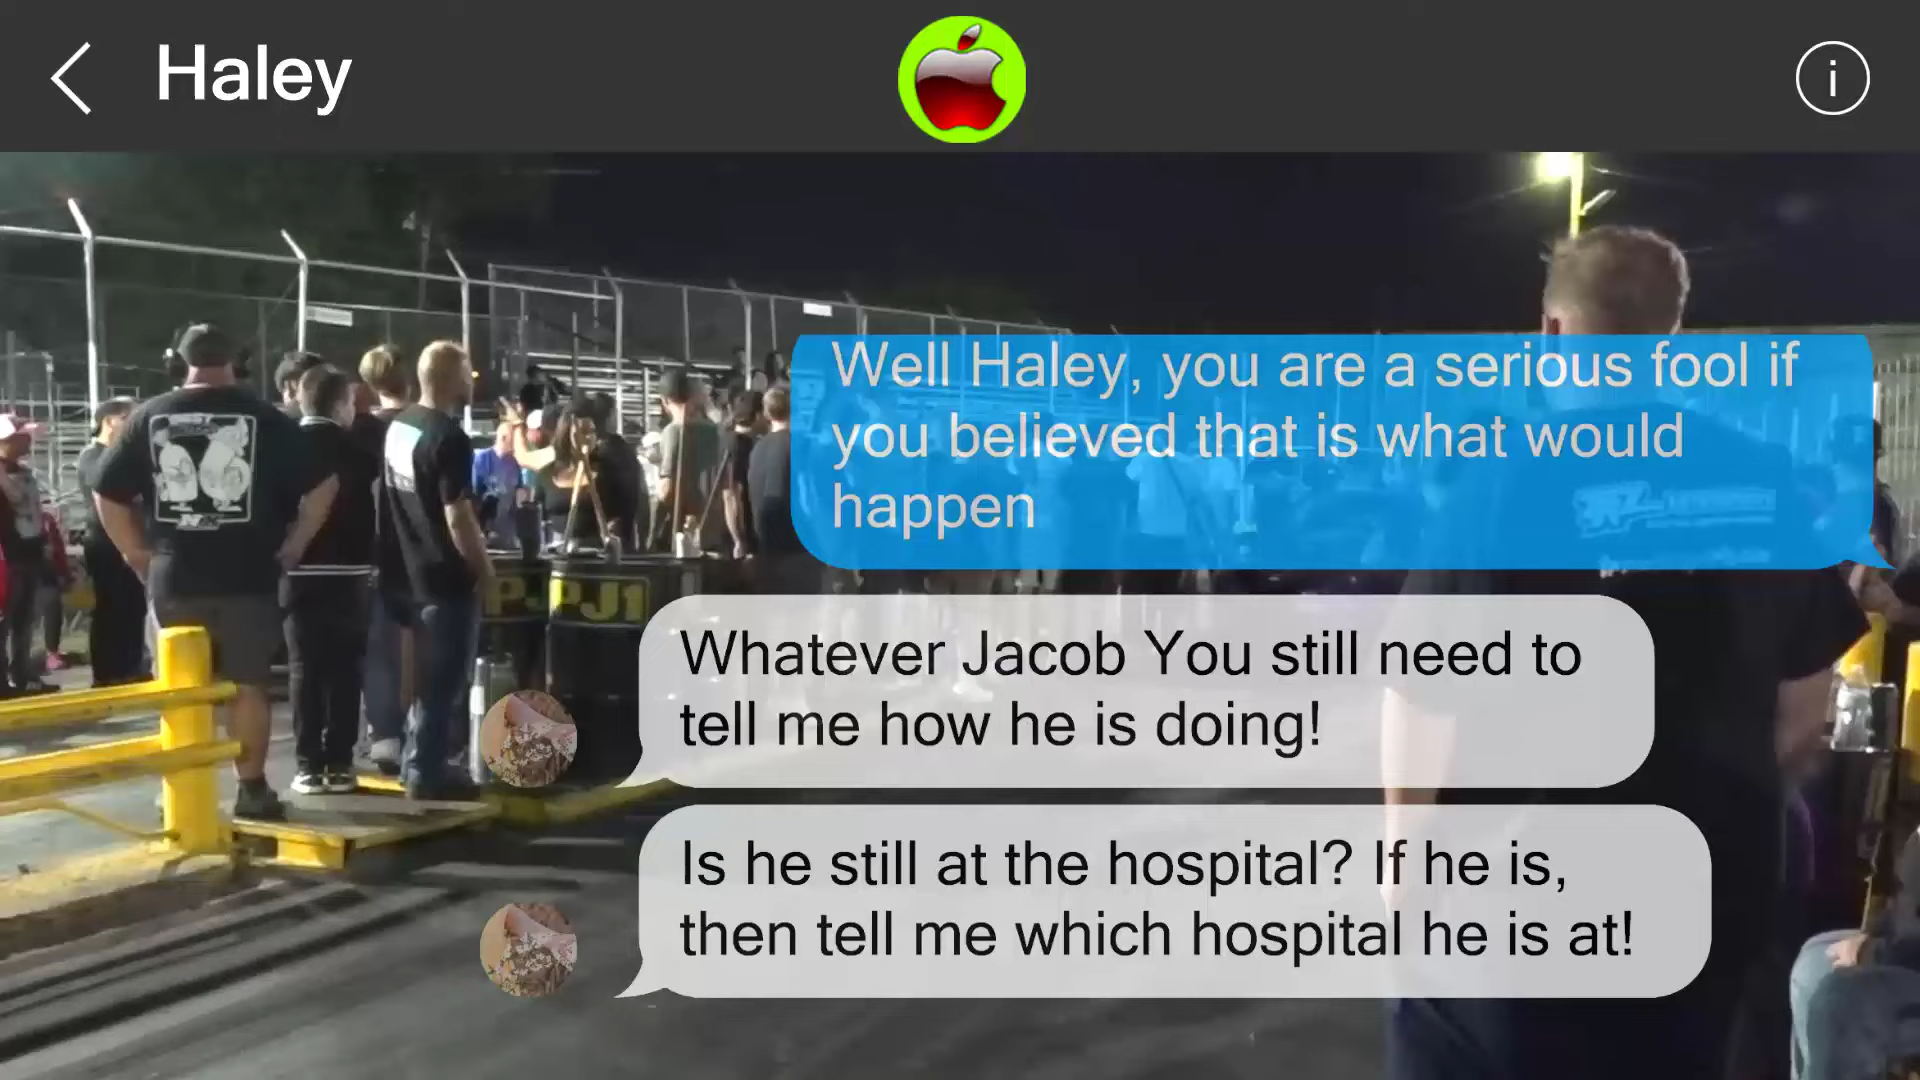 Haley
Well Haley, you are a serious fool if
you believed that is what would
happen
Whatever Jacob You still need to
tell me how he is doing!
Is he still at the hospital? If he is,
then tell me which hospital he is at!
PJ1